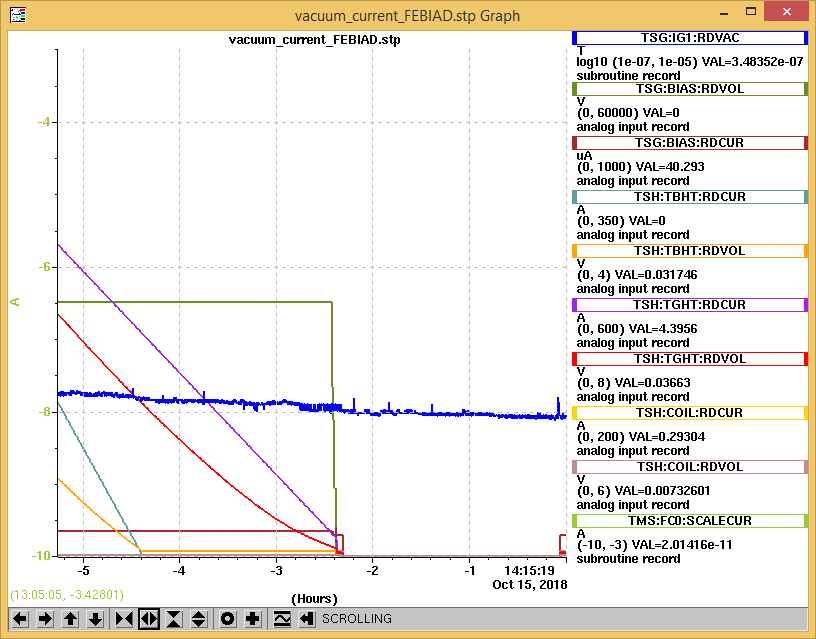 vacuum_current_FEBIAD.stp Graph
vacuum_current_FEBIAD.stp
-4
-6
A
-8
-10
-5
-4
-3
-2
-1
14:15:19
Oct 15, 2018
(Hours)
(13:05:05, -3.42801)
TSG:IG1:RDVAC
T
log10 (1e-07, 1e-05) VAL=3.48352e-07
subroutine record
TSG:BIAS:RDVOL
V
(0, 60000) VAL=0
analog input record
TSG:BIAS:RDCUR
uA
(0, 1000) VAL=40.293
analog input record
TSH:TBHT:RDCUR
A
(0, 350) VAL=0
analog input record
TSH:TBHT:RDVOL
V
(0, 4) VAL=0.031746
analog input record
TSH:TGHT:RDCUR
A
(0, 600) VAL=4.3956
analog input record
TSH:TGHT:RDVOL
V
(0, 8) VAL=0.03663
analog input record
TSH:COIL:RDCUR
A
(0, 200) VAL=0.29304
analog input record
TSH:COIL:RDVOL
V
(0, 6) VAL=0.00732601
analog input record
TMS:FC0:SCALECUR
A
(-10, -3) VAL=2.01416e-11
subroutine record
SCROLLING